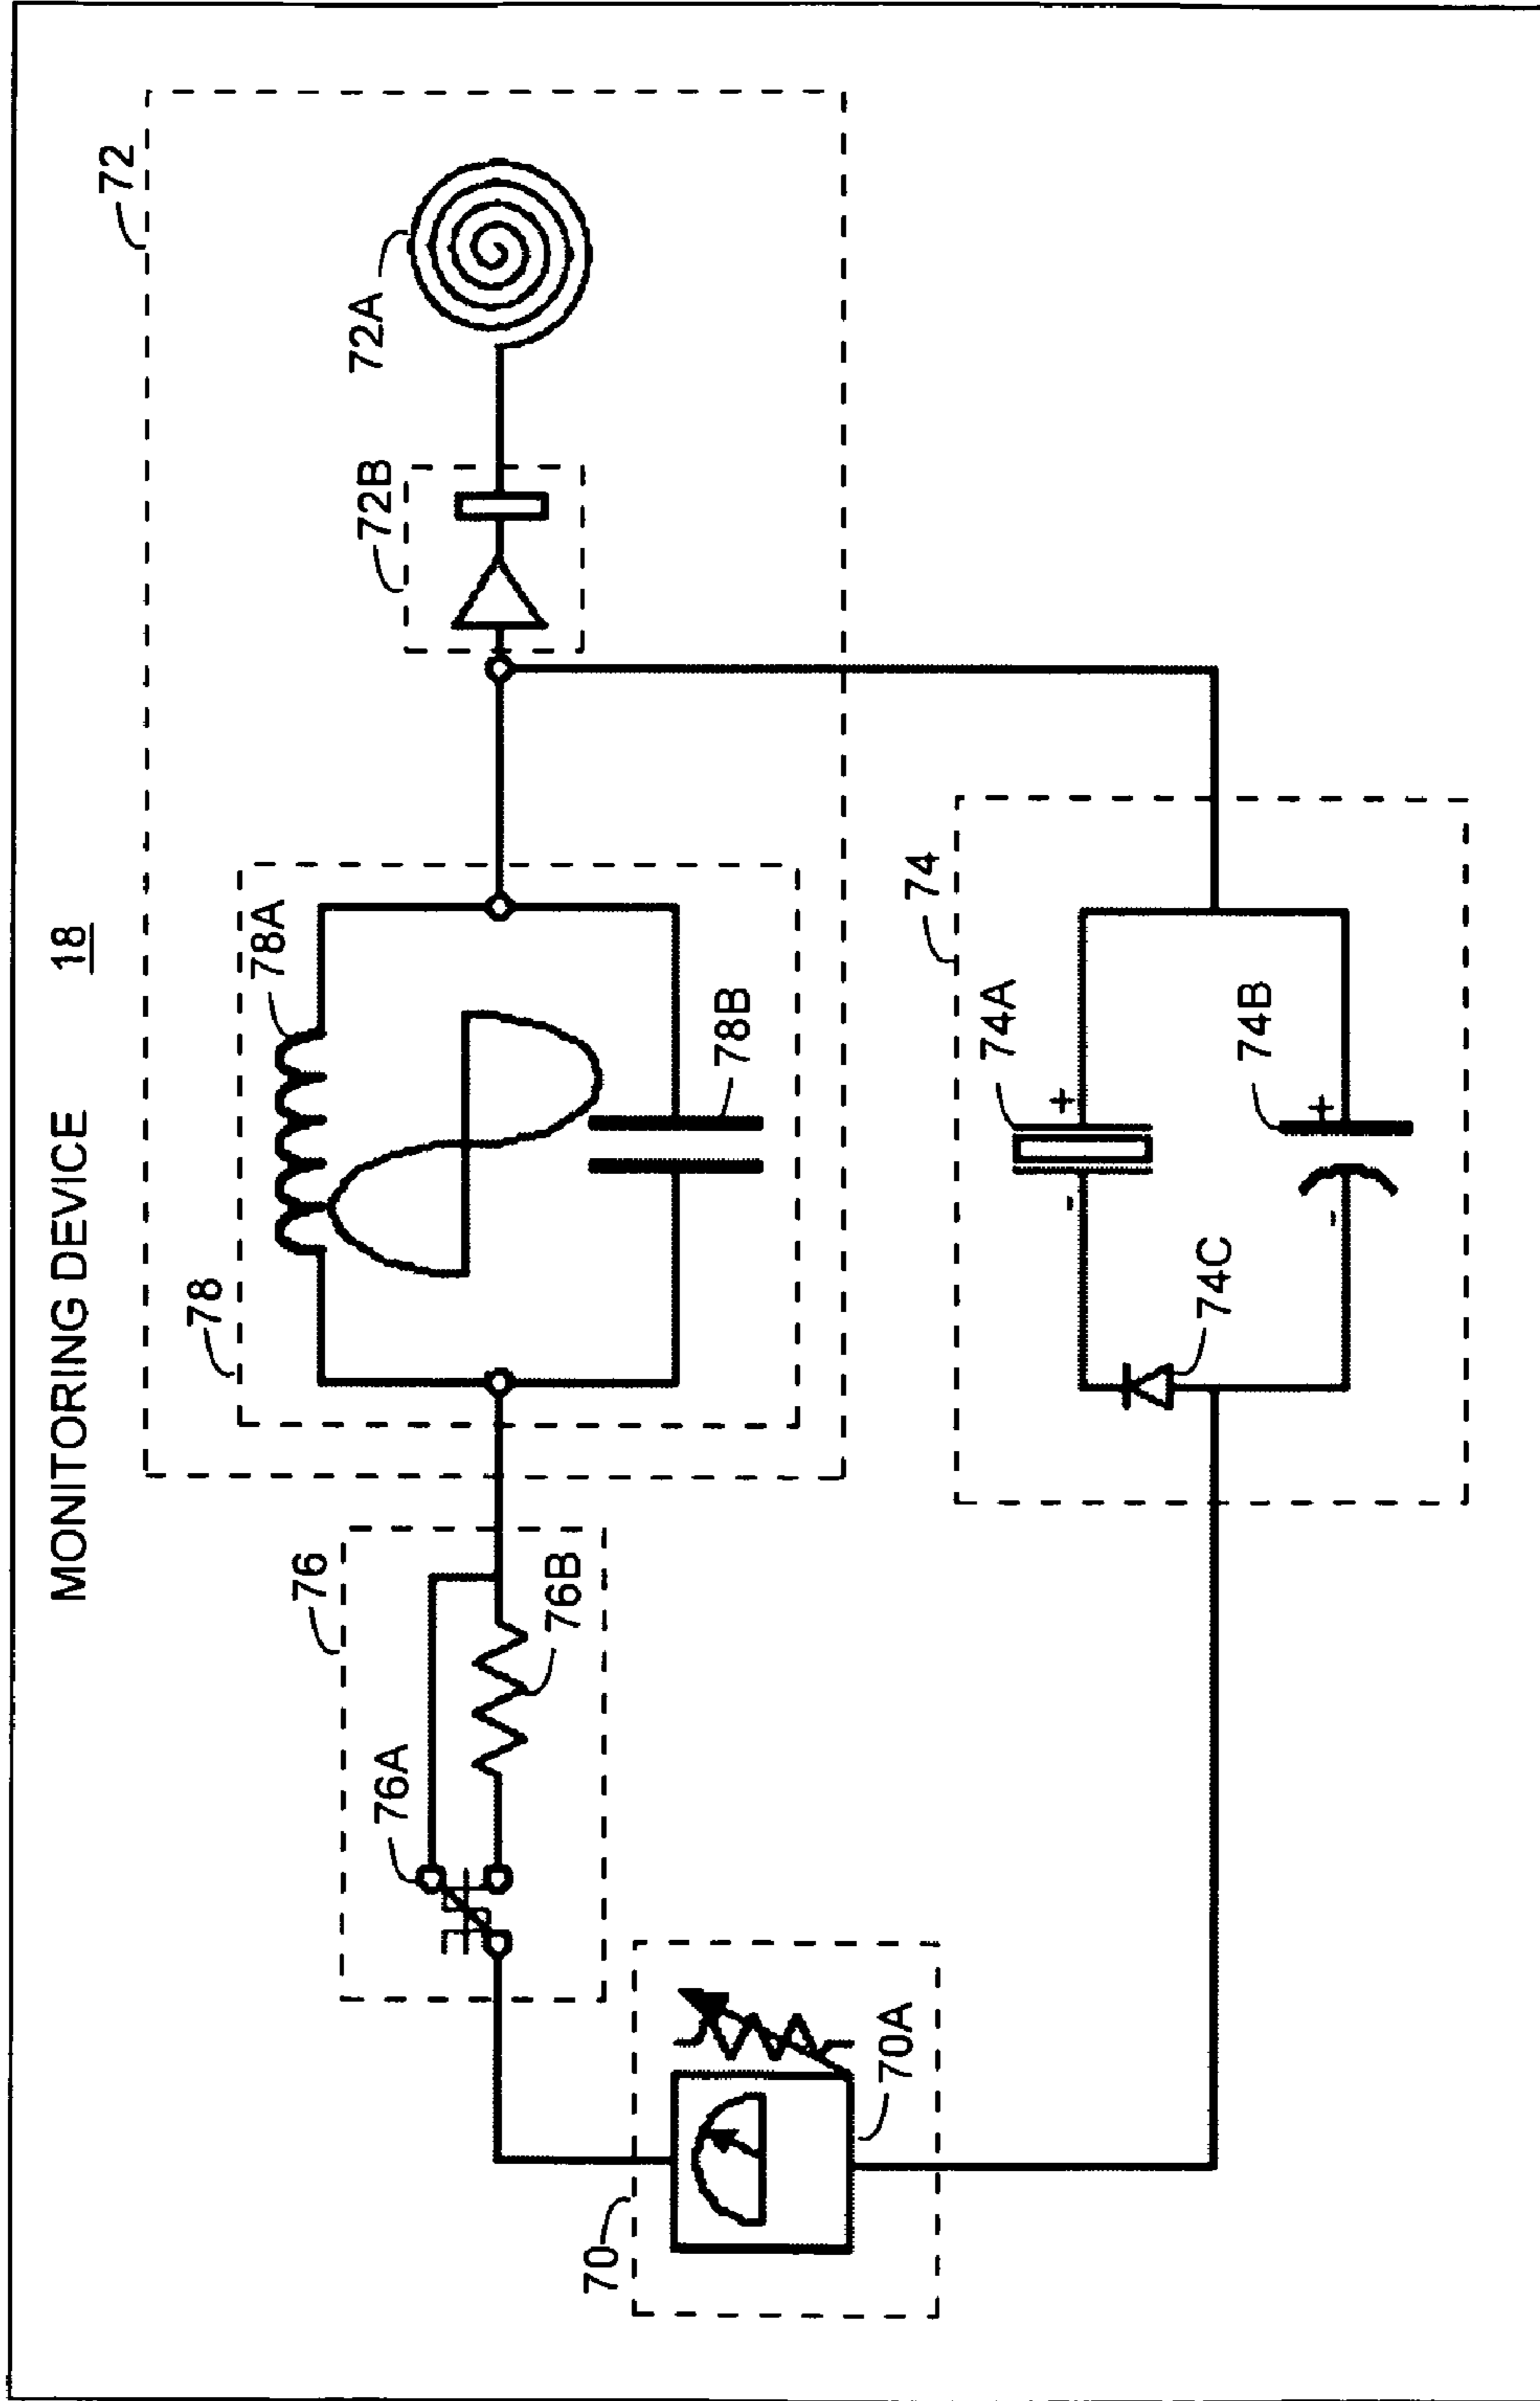 MONITORING DEVICE 18
72
72A
72B
78
78A
78B
76
76A
76B
74
74A
+
-
74B
+
-
74C
70
70A